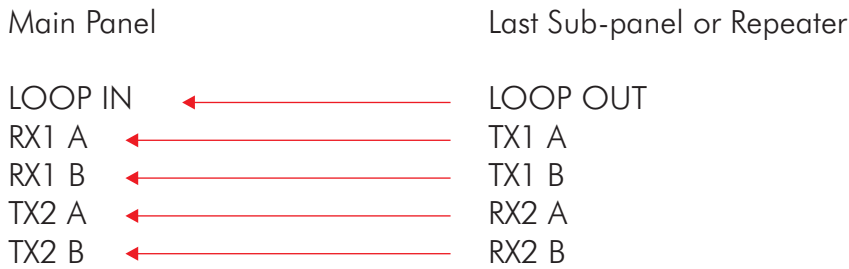 Main Panel Last Sub-panel or Repeater
LOOP IN LOOP OUT
RX1 A TX1 A
RX1 B TX1 B
TX2 A RX2 A
TX2 B RX2 B